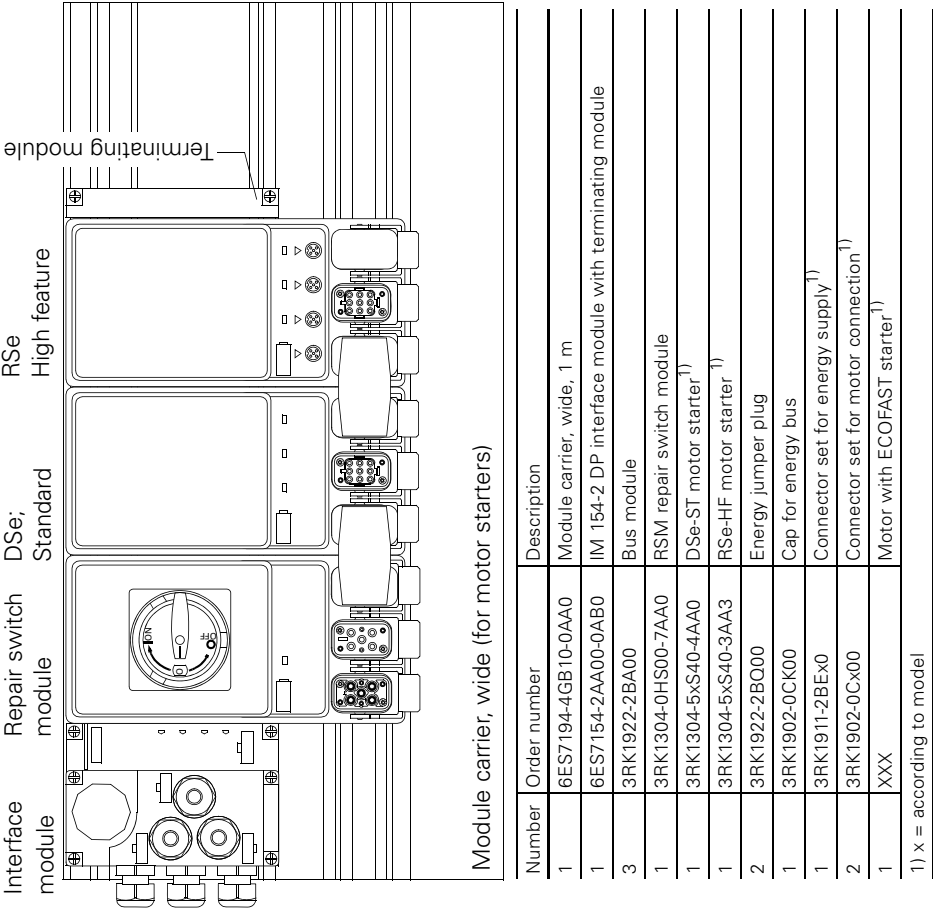 Interface
module
Repair switch
module
DSe;
Standard
RSe
High feature
Terminating module
ON
OFF
Module carrier, wide (for motor starters)
Number Order number Description
1 6ES7194-4GB10-0AA0 Module carrier, wide, 1 m
1 6ES7154-2AA00-0AB0 IM 154-2 DP interface module with terminating module
3 3RK1922-2BA00 Bus module
1 3RK1304-0HS00-7AA0 RSM repair switch module
1 3RK1304-5xS40-4AA0 DSe-ST motor starter1)
1 3RK1304-5xS40-3AA3 RSe-HF motor starter 1)
2 3RK1922-2BQ00 Energy jumper plug
1 3RK1902-0CK00 Cap for energy bus
1 3RK1911-2BEx0 Connector set for energy supply1)
2 3RK1902-0Cx00 Connector set for motor connection1)
1 XXX Motor with ECOFAST starter1)
1) x = according to model